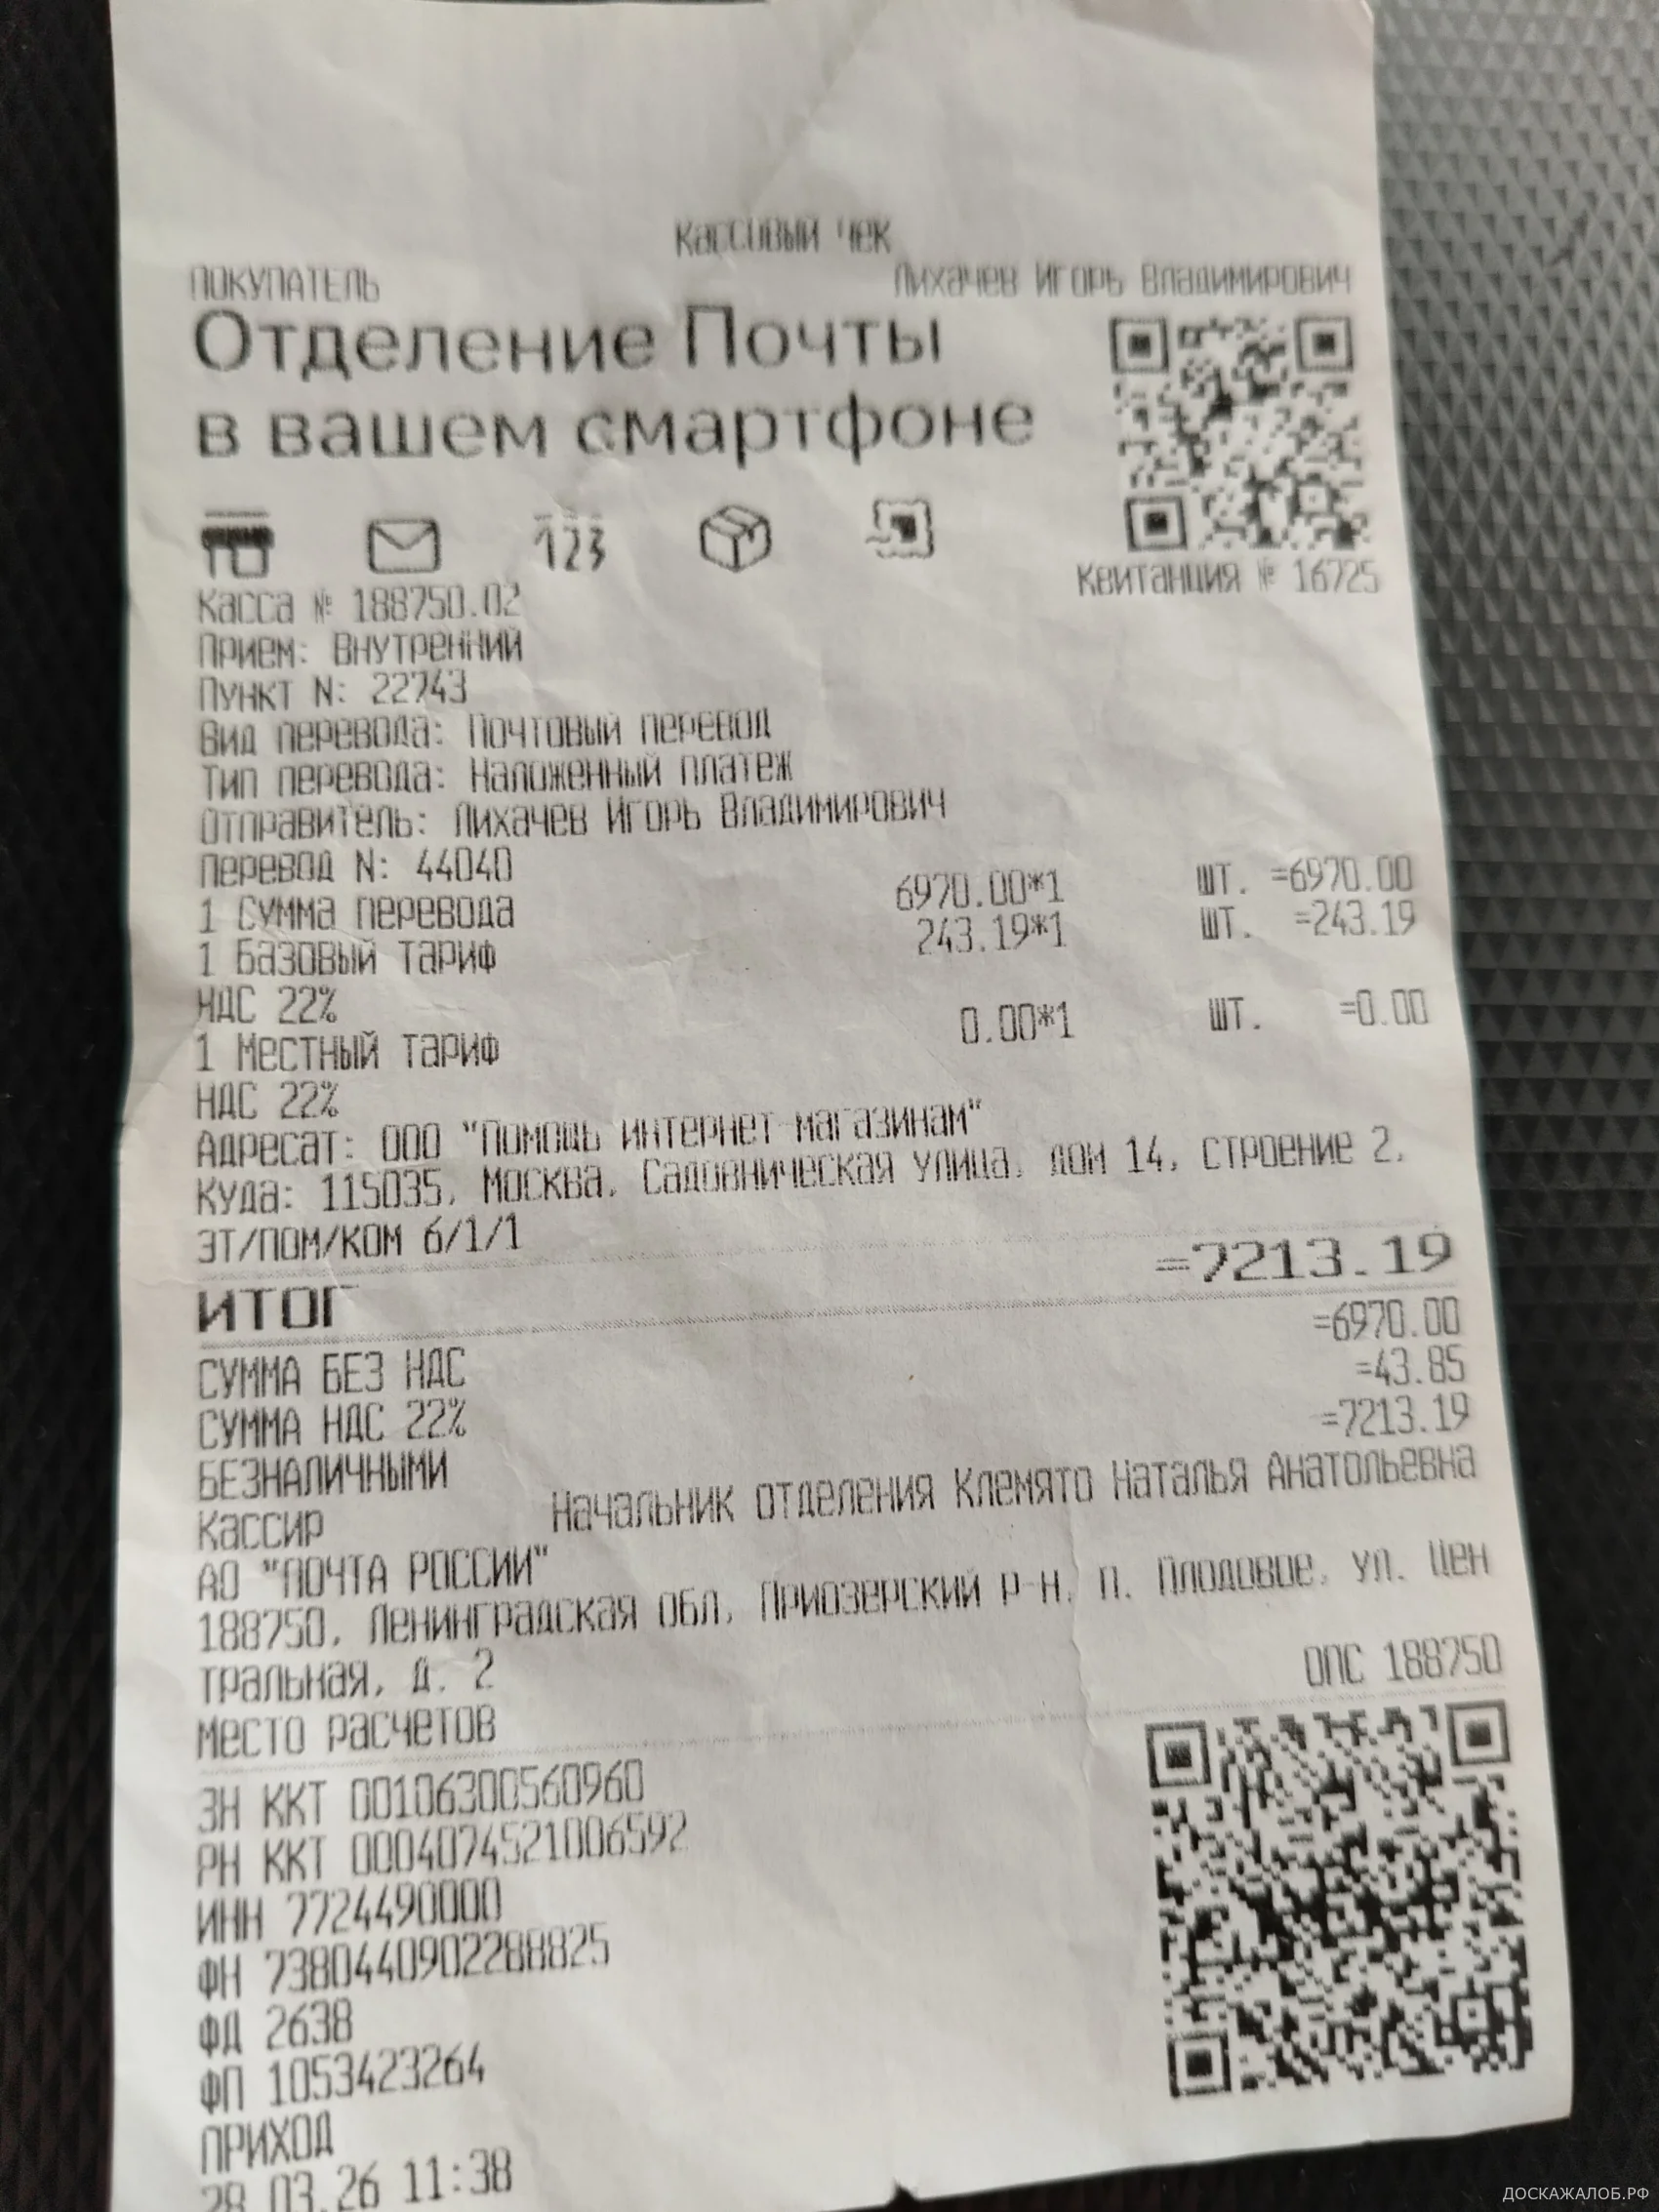 Кассовый чек
ПОКУПАТЕЛЬ Лихачев Игорь Владимирович
Отделение Почты
в вашем смартфоне
123
Квитанция № 16725
Касса № 188750.02
Прием: Внутренний
Пункт N: 22743
Вид перевода: Почтовый перевод
Тип перевода: Наложенный платеж
Отправитель: Лихачев Игорь Владимирович
Перевод N: 44040
1 Сумма перевода 6970.00*1 шт. =6970.00
1 Базовый тариф 243.19*1 шт. =243.19
НДС 22%
1 Местный тариф 0.00*1 шт. =0.00
НДС 22%
Адресат: ООО "Помощь интернет-магазинам"
Куда: 115035, Москва, Садовническая улица, дом 14, строение 2,
ЭТ/ПОМ/КОМ 6/1/1
ИТОГ =7213.19
СУММА БЕЗ НДС =6970.00
СУММА НДС 22% =43.85
БЕЗНАЛИЧНЫМИ =7213.19
Кассир Начальник отделения Клемято Наталья Анатольевна
АО "ПОЧТА РОССИИ"
188750, Ленинградская обл, Приозерский р-н, п. Плодовое, ул. Цен
тральная, д. 2
Место расчетов ОПС 188750
ЗН ККТ 00106300560960
РН ККТ 0004074521006592
ИНН 7724490000
ФН 7380440902288825
ФД 2638
ФП 1053423264
ПРИХОД
28.03.26 11:38
ДОСКАЖАЛОБ.РФ